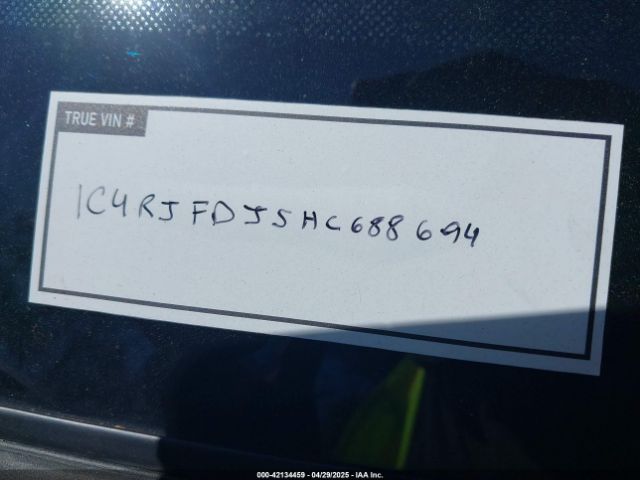 TRUE VIN #
1C4RJFDJ5HC688694
000-42134459 - 04/29/2025 - IAA Inc.